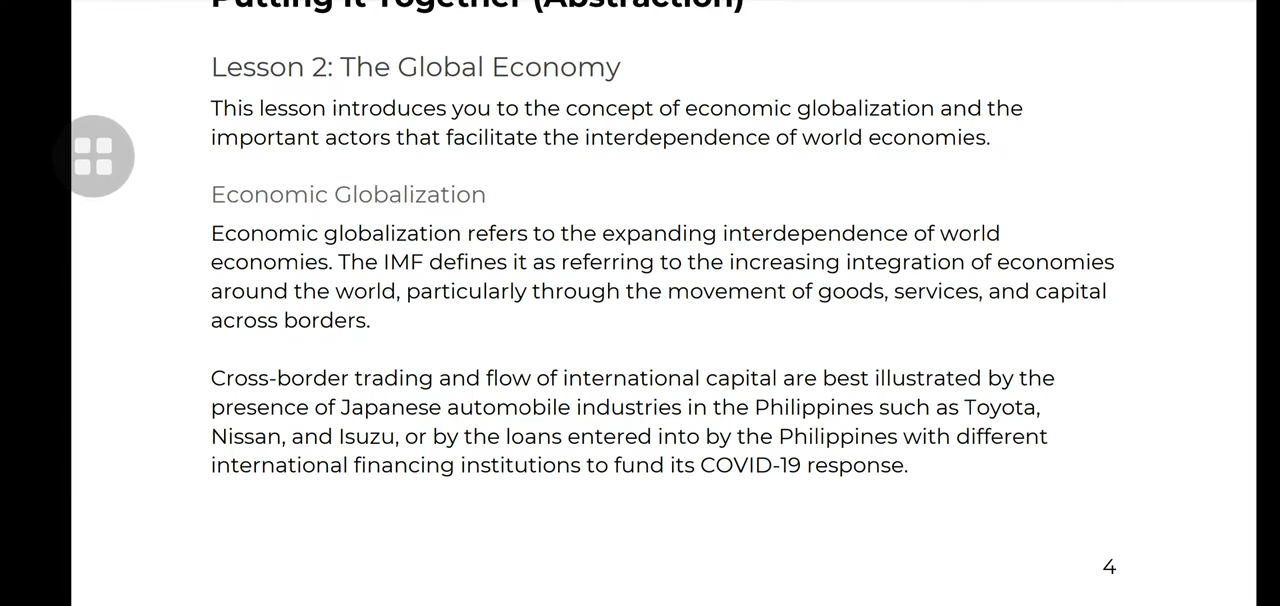 Putting It Together (Abstraction)
Lesson 2: The Global Economy
This lesson introduces you to the concept of economic globalization and the
important actors that facilitate the interdependence of world economies.
Economic Globalization
Economic globalization refers to the expanding interdependence of world
economies. The IMF defines it as referring to the increasing integration of economies
around the world, particularly through the movement of goods, services, and capital
across borders.
Cross-border trading and flow of international capital are best illustrated by the
presence of Japanese automobile industries in the Philippines such as Toyota,
Nissan, and Isuzu, or by the loans entered into by the Philippines with different
international financing institutions to fund its COVID-19 response.
4